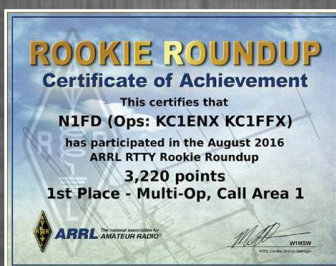 ROOKIE ROUNDUP
Certificate of Achievement
This certifies that
N1FD (Ops: KC1ENX KC1FFX)
has participated in the August 2016
ARRL RTTY Rookie Roundup
3,220 points
1st Place - Multi-Op, Call Area 1
ARRL The national association for
AMATEUR RADIO®
W1MSW